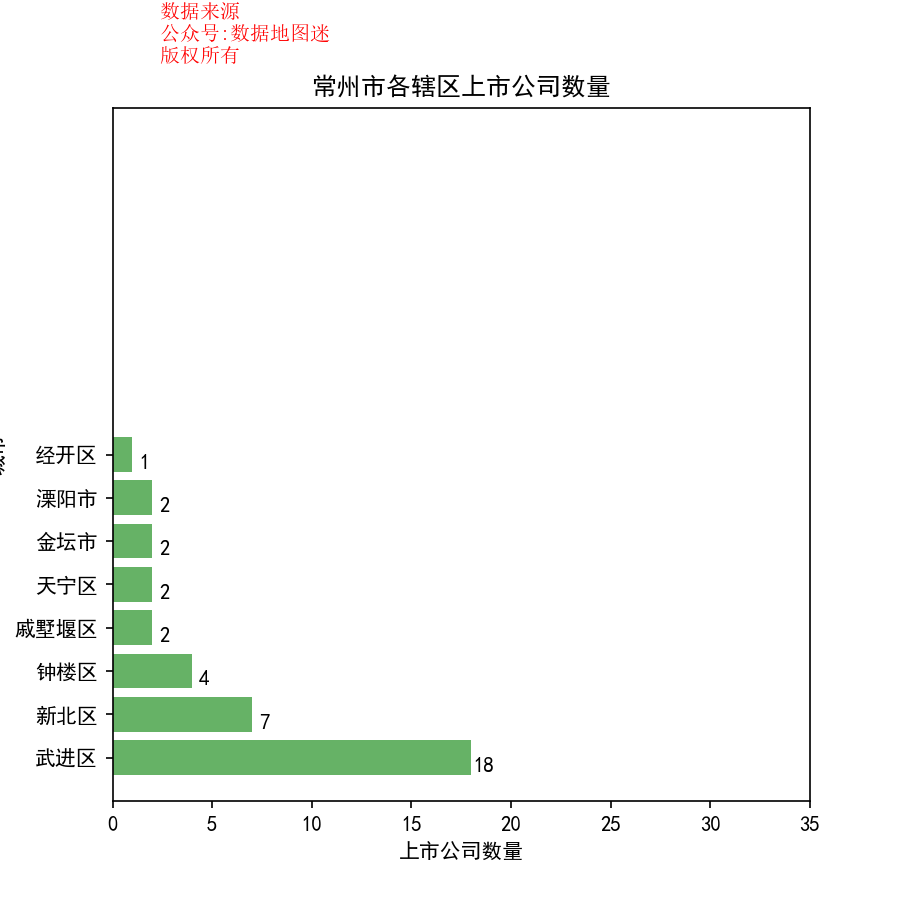 数据来源
公众号:数据地图迷
版权所有
常州市各辖区上市公司数量
经开区 1
溧阳市 2
金坛市 2
天宁区 2
戚墅堰区 2
钟楼区 4
新北区 7
武进区 18
0 5 10 15 20 25 30 35
上市公司数量